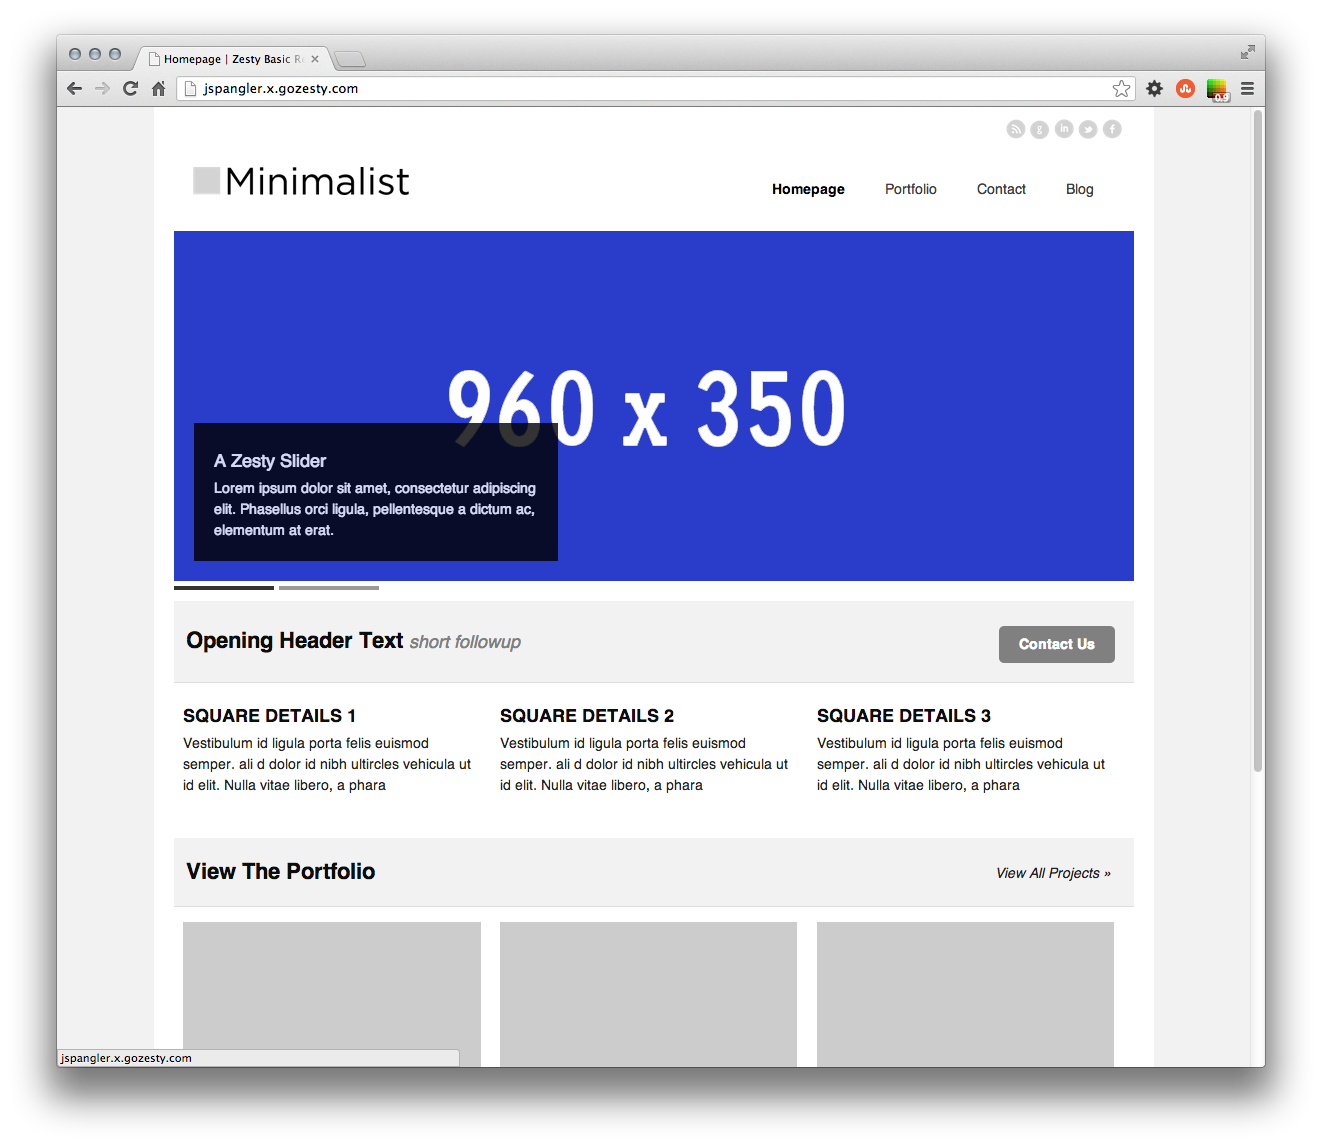 Homepage | Zesty Basic Re
jspangler.x.gozesty.com
0.9
Minimalist
Homepage Portfolio Contact Blog
960 x 350
A Zesty Slider
Lorem ipsum dolor sit amet, consectetur adipiscing
elit. Phasellus orci ligula, pellentesque a dictum ac,
elementum at erat.
Opening Header Text short followup
Contact Us
SQUARE DETAILS 1
Vestibulum id ligula porta felis euismod
semper. ali d dolor id nibh ultircles vehicula ut
id elit. Nulla vitae libero, a phara
SQUARE DETAILS 2
Vestibulum id ligula porta felis euismod
semper. ali d dolor id nibh ultircles vehicula ut
id elit. Nulla vitae libero, a phara
SQUARE DETAILS 3
Vestibulum id ligula porta felis euismod
semper. ali d dolor id nibh ultircles vehicula ut
id elit. Nulla vitae libero, a phara
View The Portfolio
View All Projects »
jspangler.x.gozesty.com